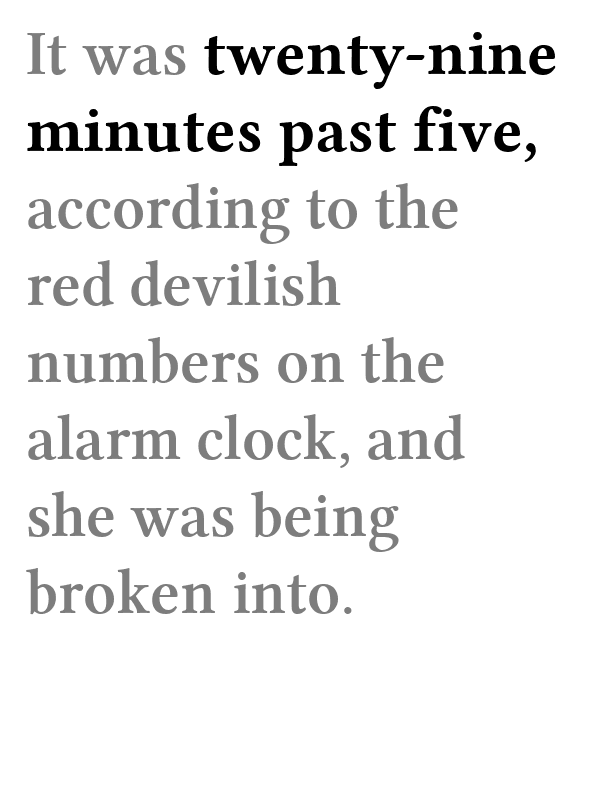 It was twenty-nine
minutes past five,
according to the
red devilish
numbers on the
alarm clock, and
she was being
broken into.